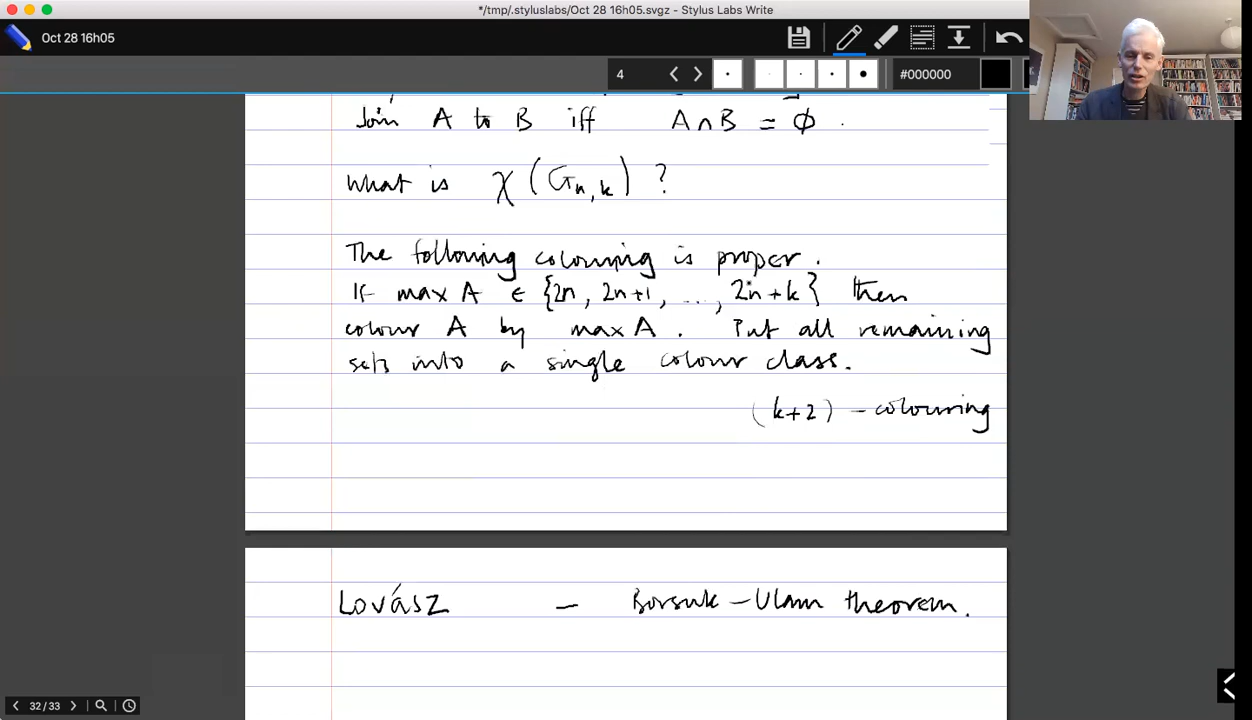 */tmp/.styluslabs/Oct 28 16h05.svgz - Stylus Labs Write
Oct 28 16h05
4
#000000
Join A to B iff A∩B = ϕ .
What is χ(G_{n,k}) ?
The following colouring is proper.
If max A ∈ {2n, 2n+1, ..., 2n+k} then
colour A by max A. Put all remaining
sets into a single colour class.
(k+2) - colouring
Lovász - Borsuk-Ulam theorem.
32/33